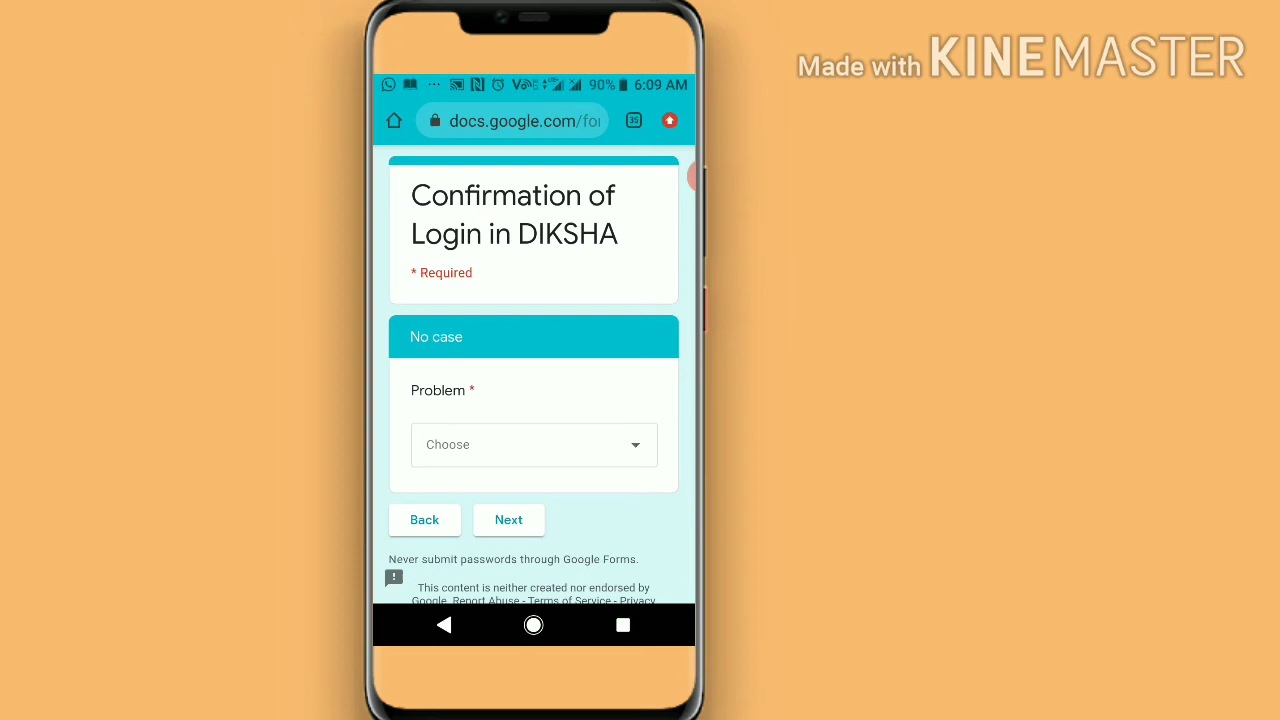 Made with KINEMASTER
90% 6:09 AM
docs.google.com/for
35
Confirmation of
Login in DIKSHA
* Required
No case
Problem *
Choose
Back Next
Never submit passwords through Google Forms.
This content is neither created nor endorsed by
Google. Report Abuse - Terms of Service - Privacy